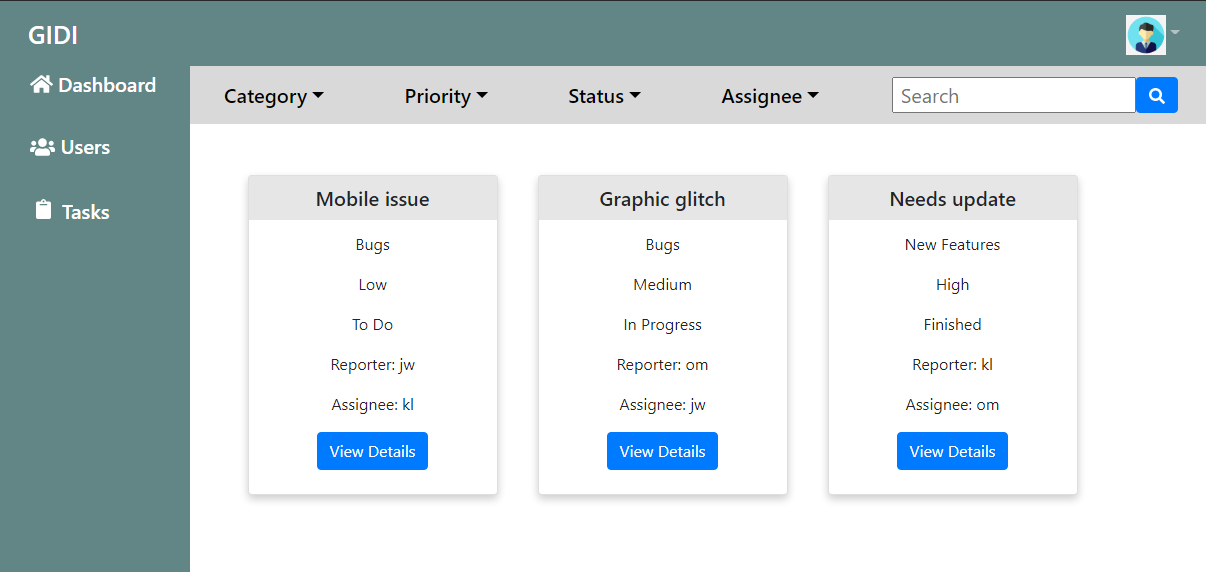 GIDI
Dashboard
Users
Tasks
Category Priority Status Assignee Search
Mobile issue
Bugs
Low
To Do
Reporter: jw
Assignee: kl
View Details
Graphic glitch
Bugs
Medium
In Progress
Reporter: om
Assignee: jw
View Details
Needs update
New Features
High
Finished
Reporter: kl
Assignee: om
View Details